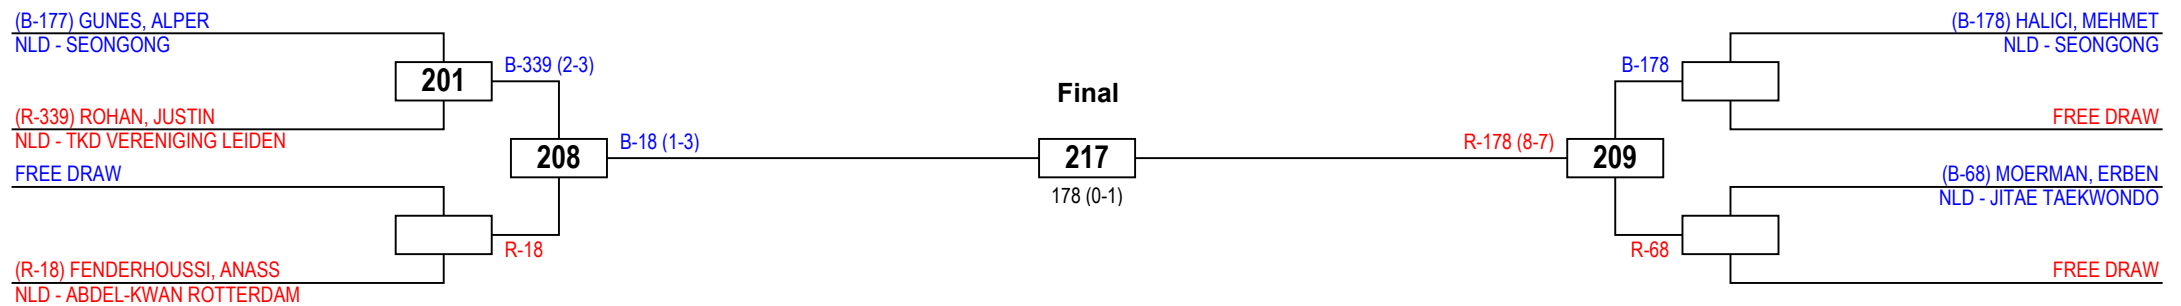 (B-177) GUNES, ALPER
NLD - SEONGONG
201
B-339 (2-3)
(R-339) ROHAN, JUSTIN
NLD - TKD VERENIGING LEIDEN
208
B-18 (1-3)
FREE DRAW
R-18
(R-18) FENDERHOUSSI, ANASS
NLD - ABDEL-KWAN ROTTERDAM
Final
217
178 (0-1)
(B-178) HALICI, MEHMET
NLD - SEONGONG
B-178
FREE DRAW
R-178 (8-7)
209
(B-68) MOERMAN, ERBEN
NLD - JITAE TAEKWONDO
R-68
FREE DRAW